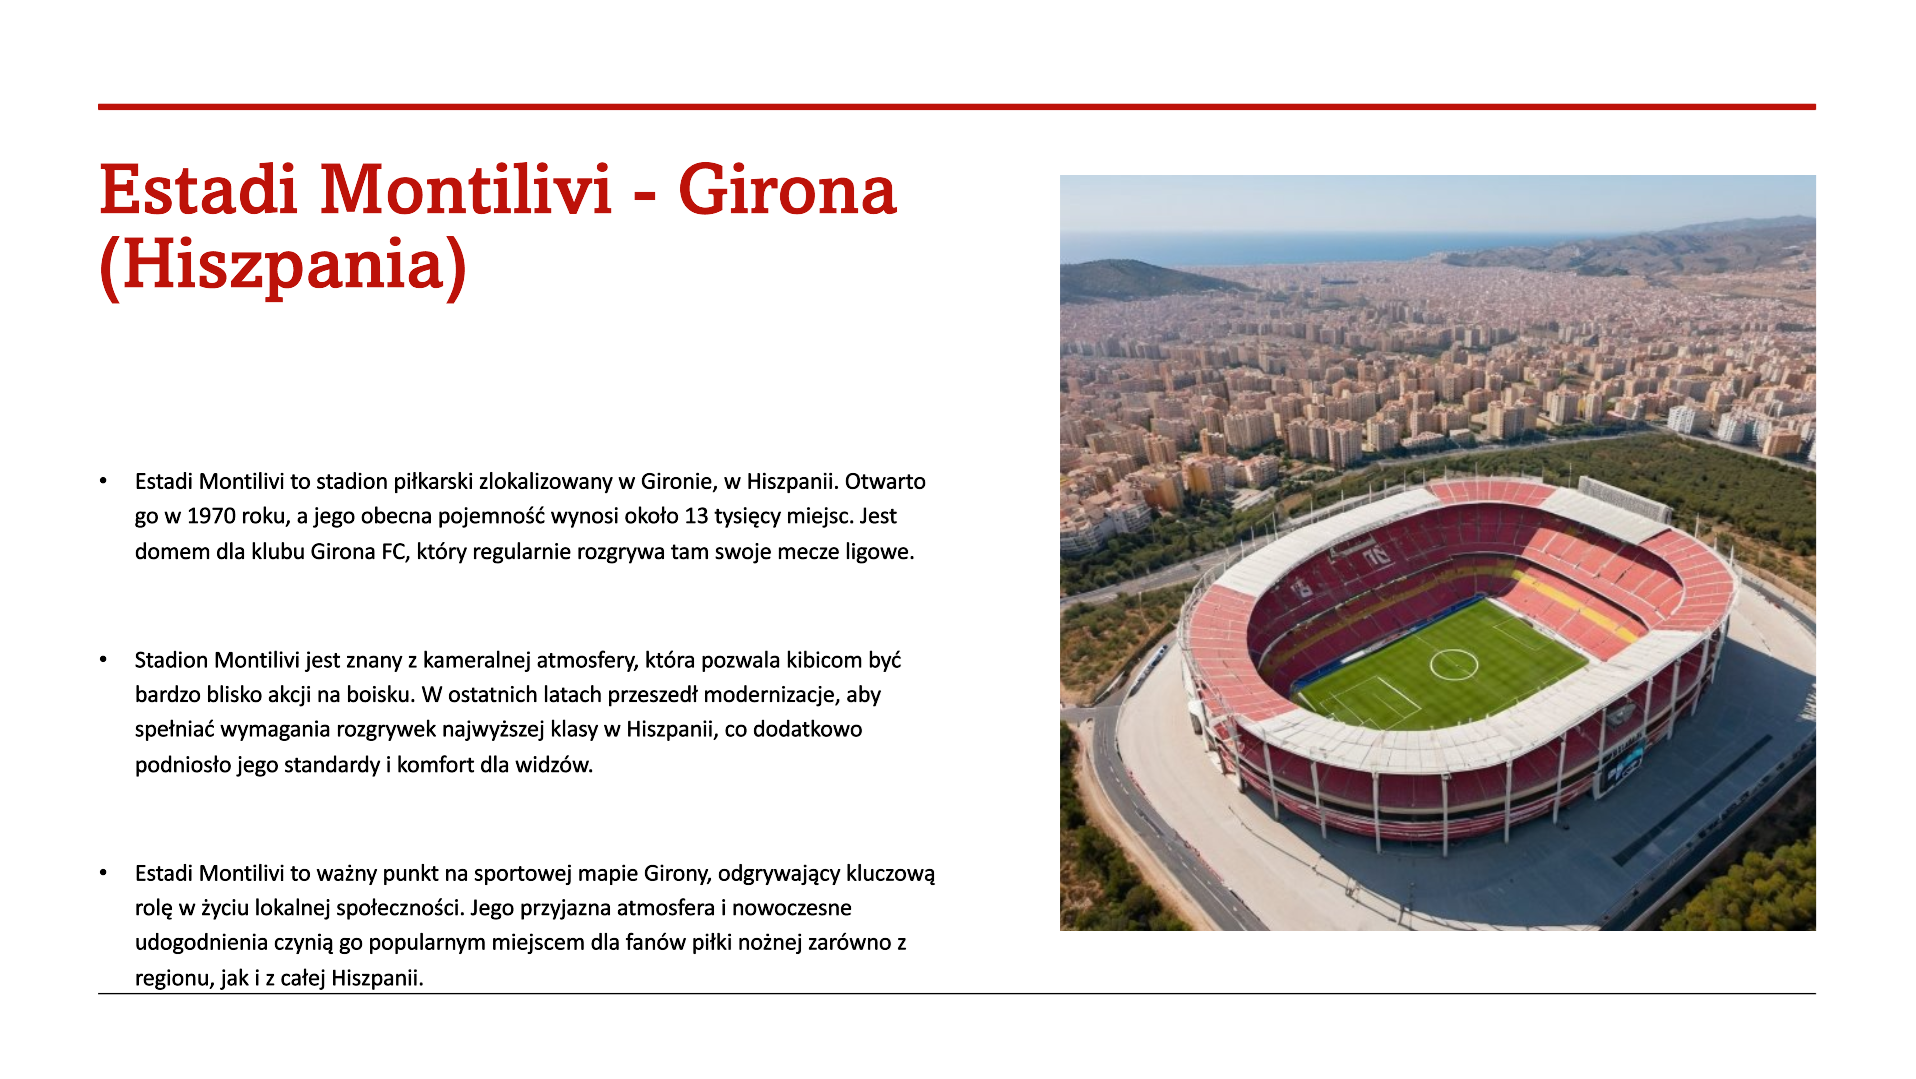 Estadi Montilivi - Girona
(Hiszpania)
• Estadi Montilivi to stadion piłkarski zlokalizowany w Gironie, w Hiszpanii. Otwarto
go w 1970 roku, a jego obecna pojemność wynosi około 13 tysięcy miejsc. Jest
domem dla klubu Girona FC, który regularnie rozgrywa tam swoje mecze ligowe.
• Stadion Montilivi jest znany z kameralnej atmosfery, która pozwala kibicom być
bardzo blisko akcji na boisku. W ostatnich latach przeszedł modernizacje, aby
spełniać wymagania rozgrywek najwyższej klasy w Hiszpanii, co dodatkowo
podniosło jego standardy i komfort dla widzów.
• Estadi Montilivi to ważny punkt na sportowej mapie Girony, odgrywający kluczową
rolę w życiu lokalnej społeczności. Jego przyjazna atmosfera i nowoczesne
udogodnienia czynią go popularnym miejscem dla fanów piłki nożnej zarówno z
regionu, jak i z całej Hiszpanii.